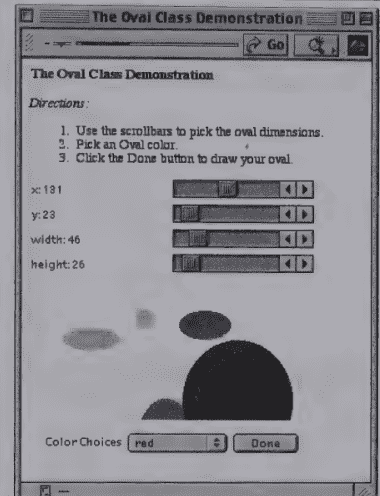 The Oval Class Demonstration
Go
The Oval Class Demonstration
Directions:
1. Use the scrollbars to pick the oval dimensions.
2. Pick an Oval color.
3. Click the Done button to draw your oval.
x: 131
y: 23
width: 46
height: 26
Color Choices red Done